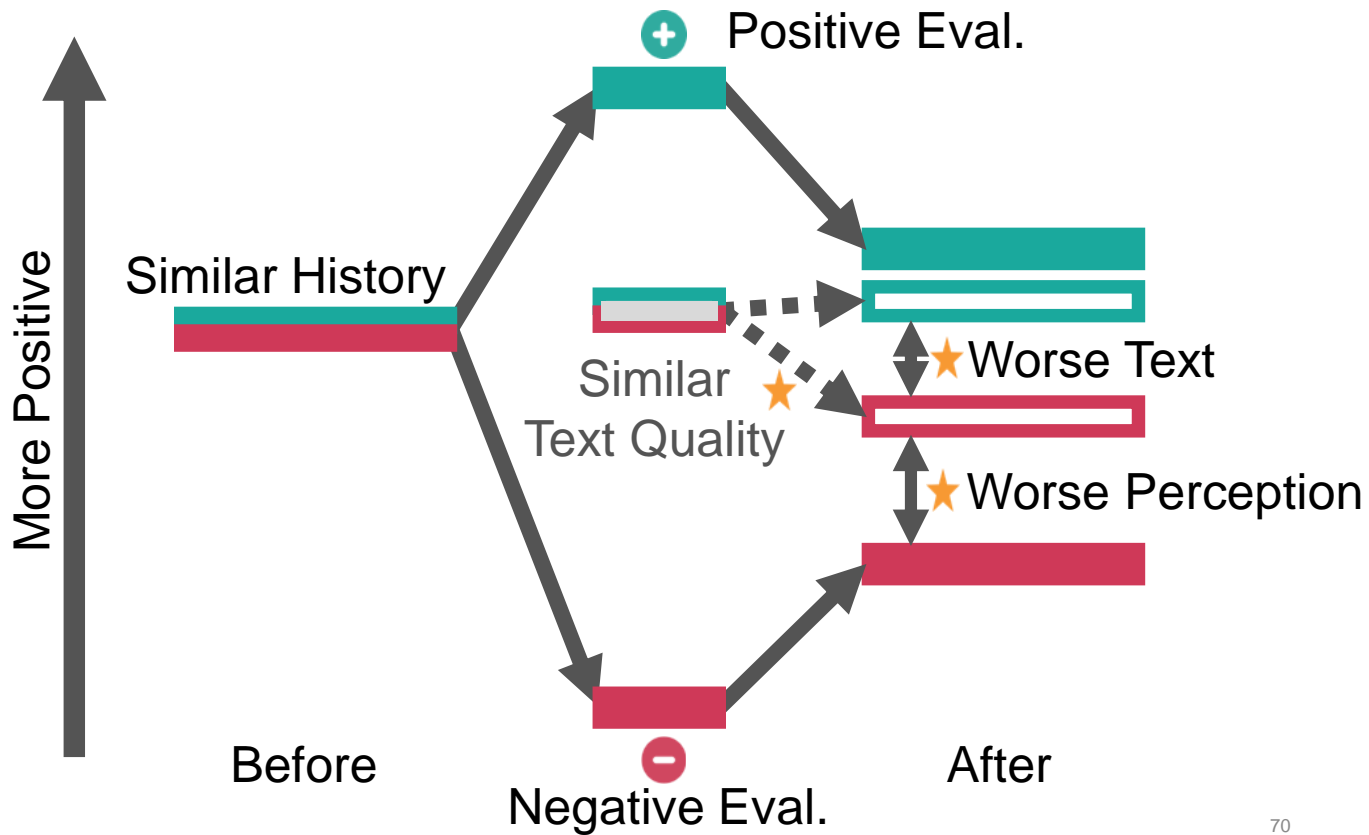 Positive Eval.
More Positive
Similar History
Similar
Text Quality
Worse Text
Worse Perception
Before
After
Negative Eval.
70